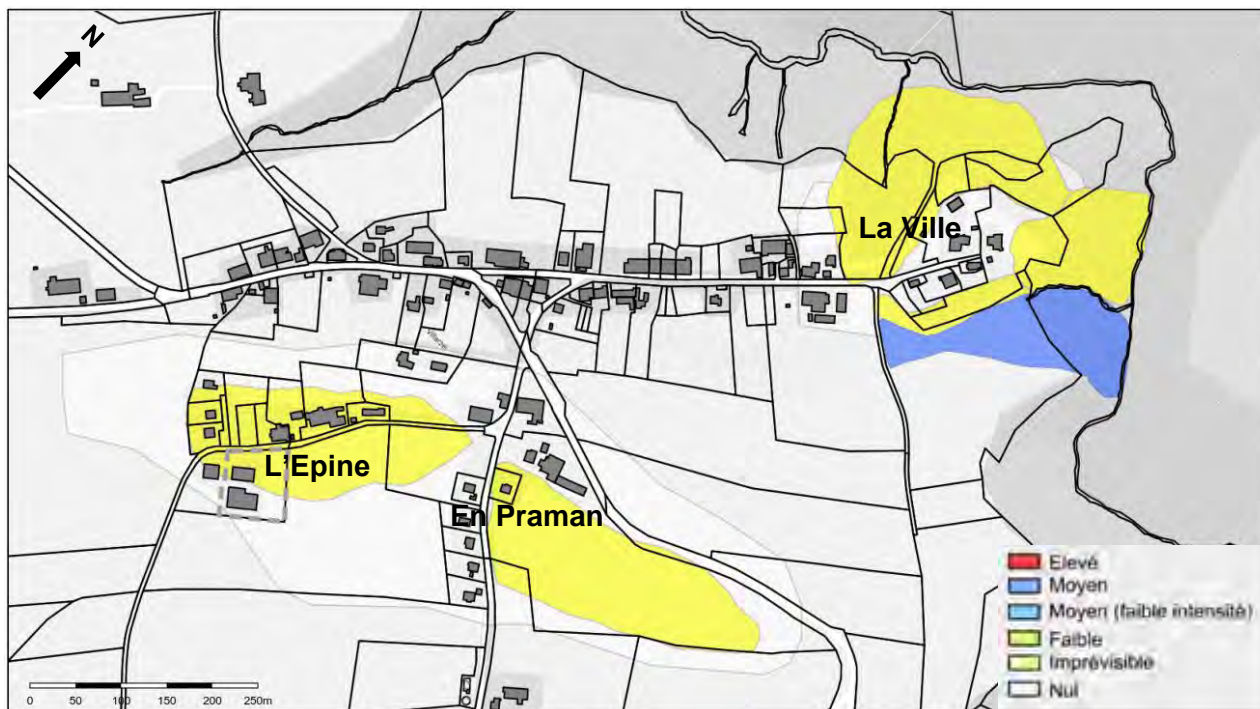 N
La Ville
L'Epine
En Praman
Elevé
Moyen
Moyen (faible intensité)
Faible
Imprévisible
Nul
0 50 100 150 200 250m